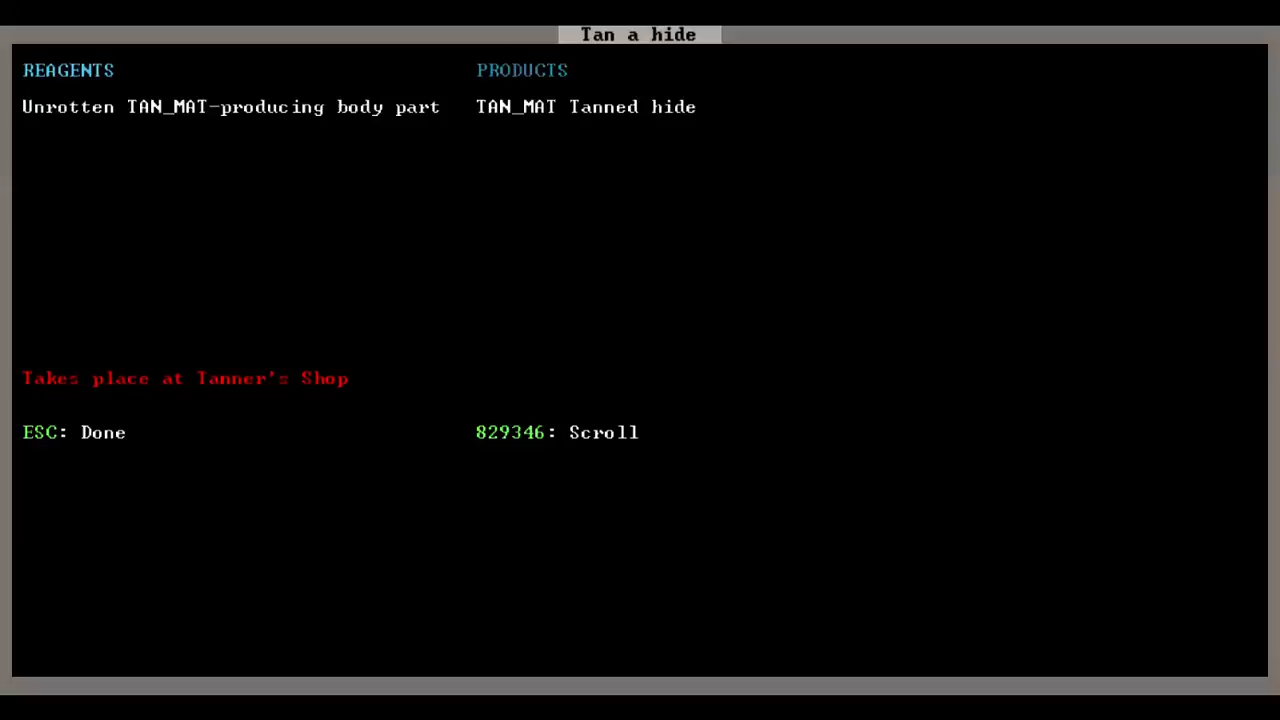 Tan a hide
REAGENTS
PRODUCTS
Unrotten TAN_MAT-producing body part
TAN_MAT Tanned hide
Takes place at Tanner's Shop
ESC: Done
829346: Scroll